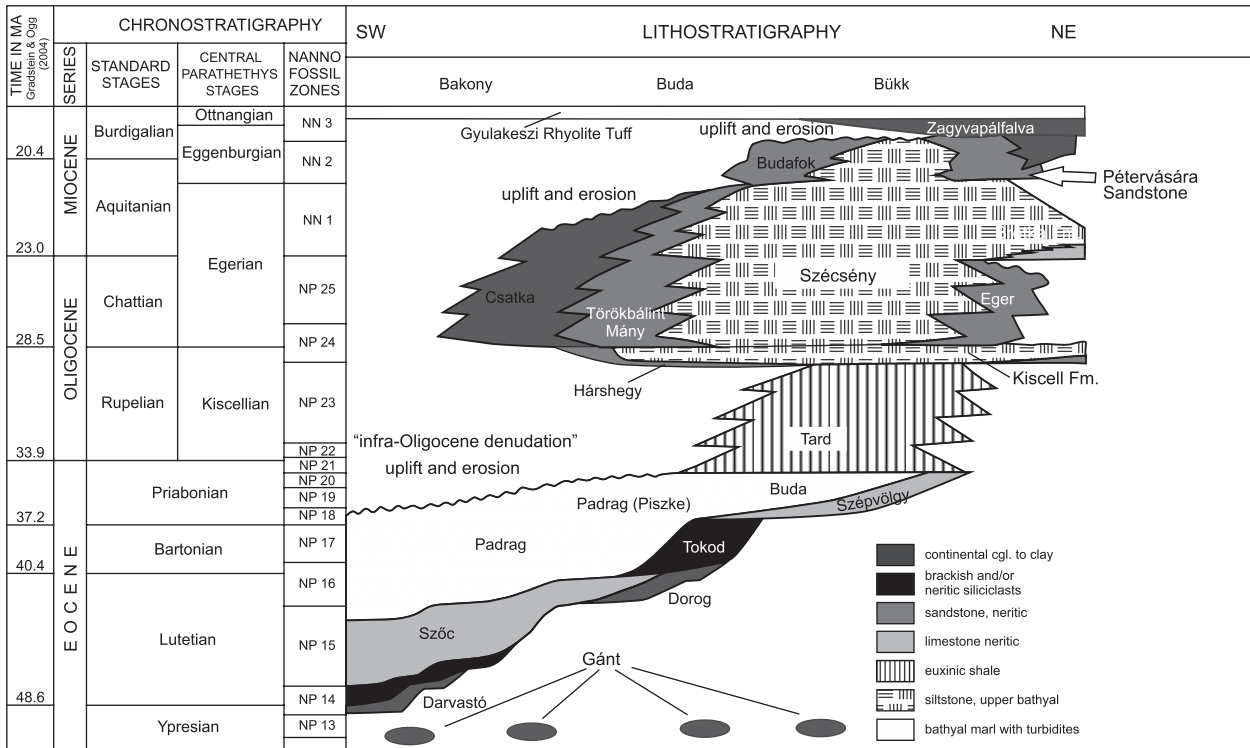 TIME IN MA
Gradstein & Ogg
(2004)
CHRONOSTRATIGRAPHY
SERIES
STANDARD
STAGES
CENTRAL
PARATHETHYS
STAGES
NANNO
FOSSIL
ZONES
SW
LITHOSTRATIGRAPHY
NE
Bakony
Buda
Bükk
20.4
23.0
28.5
33.9
37.2
40.4
48.6
MIOCENE
OLIGOCENE
EOCENE
Burdigalian
Aquitanian
Chattian
Rupelian
Priabonian
Bartonian
Lutetian
Ypresian
Ottnangian
Eggenburgian
Egerian
Kiscellian
NN 3
NN 2
NN 1
NP 25
NP 24
NP 23
NP 22
NP 21
NP 20
NP 19
NP 18
NP 17
NP 16
NP 15
NP 14
NP 13
Gyulakeszi Rhyolite Tuff
uplift and erosion
Zagyvapálfalva
Budafok
Pétervására
Sandstone
uplift and erosion
Szécsény
Csatka
Eger
Törökbálint
Mány
Hárshegy
Kiscell Fm.
Tard
“infra-Oligocene denudation”
uplift and erosion
Buda
Padrag (Piszke)
Szépvölgy
Padrag
Tokod
Dorog
Szőc
Gánt
Darvastó
continental cgl. to clay
brackish and/or
neritic siliciclasts
sandstone, neritic
limestone neritic
euxinic shale
siltstone, upper bathyal
bathyal marl with turbidites